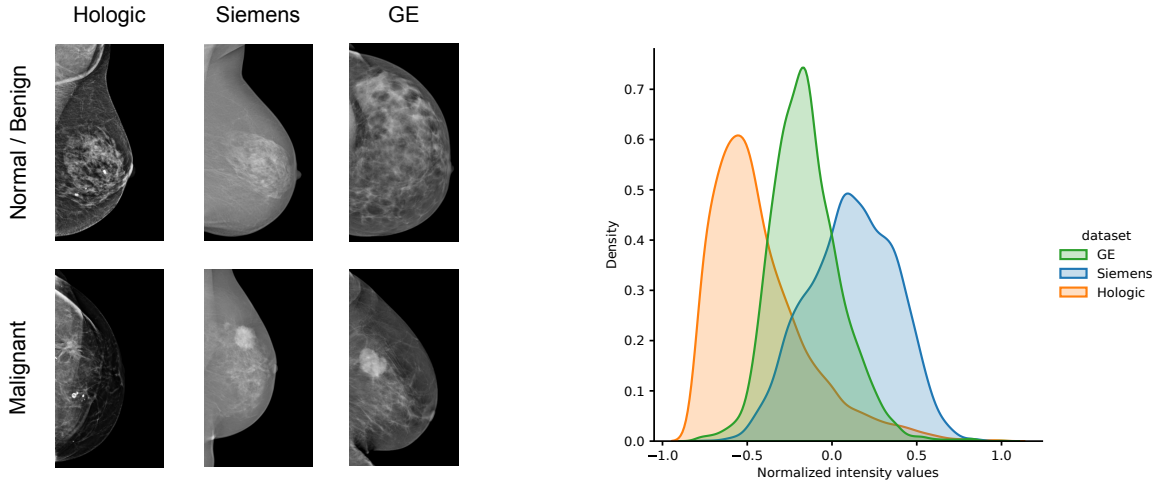 Hologic
Siemens
GE
Normal / Benign
Malignant
Density
0.7
0.6
0.5
0.4
0.3
0.2
0.1
0.0
−1.0
−0.5
0.0
0.5
1.0
Normalized intensity values
dataset
GE
Siemens
Hologic